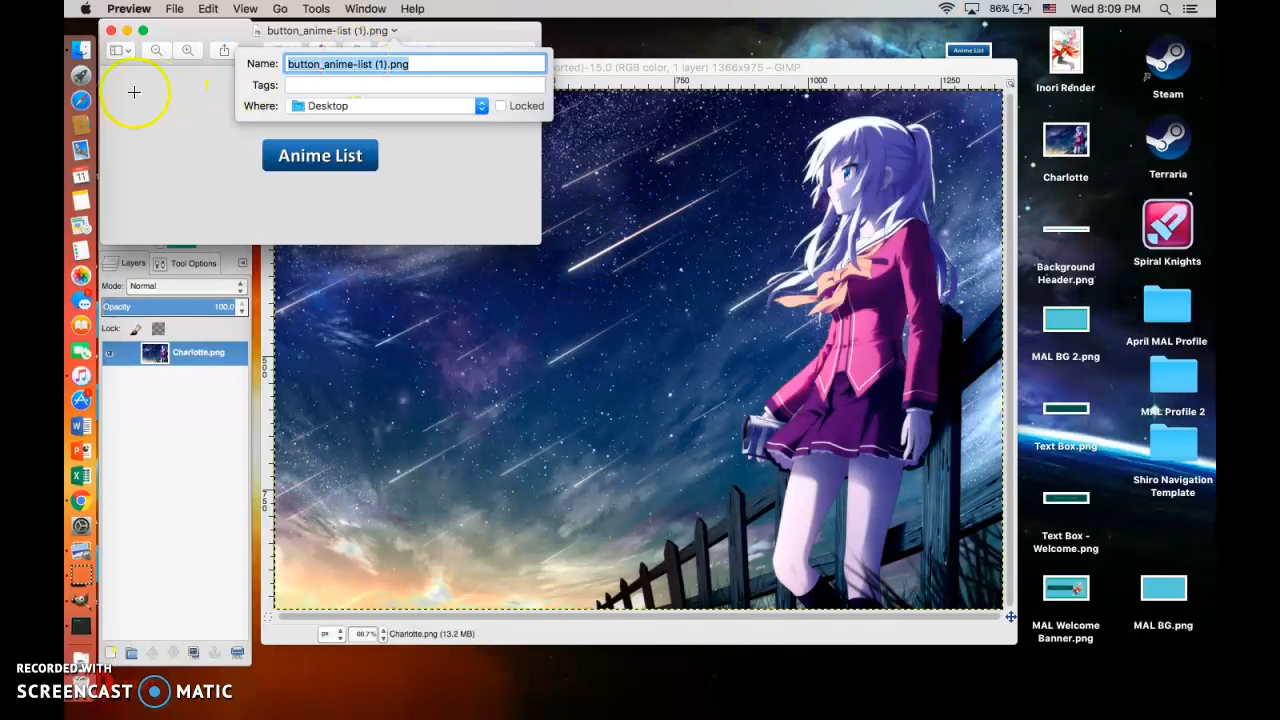 Preview File Edit View Go Tools Window Help
86% Wed 8:09 PM
button_anime-list (1).png
Name: button_anime-list (1).png
Tags:
Where: Desktop Locked
Anime List
Anime List
orted)-15.0 (RGB color, 1 layer) 1366x975 – GIMP
750 1000 1250
500
750
Layers Tool Options
Mode: Normal
Opacity 100.0
Lock:
Charlotte.png
px 66.7% Charlotte.png (13.2 MB)
11
Inori Render
Steam
Charlotte
Terraria
Background
Header.png
Spiral Knights
MAL BG 2.png
April MAL Profile
Text Box.png
MAL Profile 2
Text Box -
Welcome.png
Shiro Navigation
Template
MAL Welcome
Banner.png
MAL BG.png
RECORDED WITH
SCREENCAST MATIC